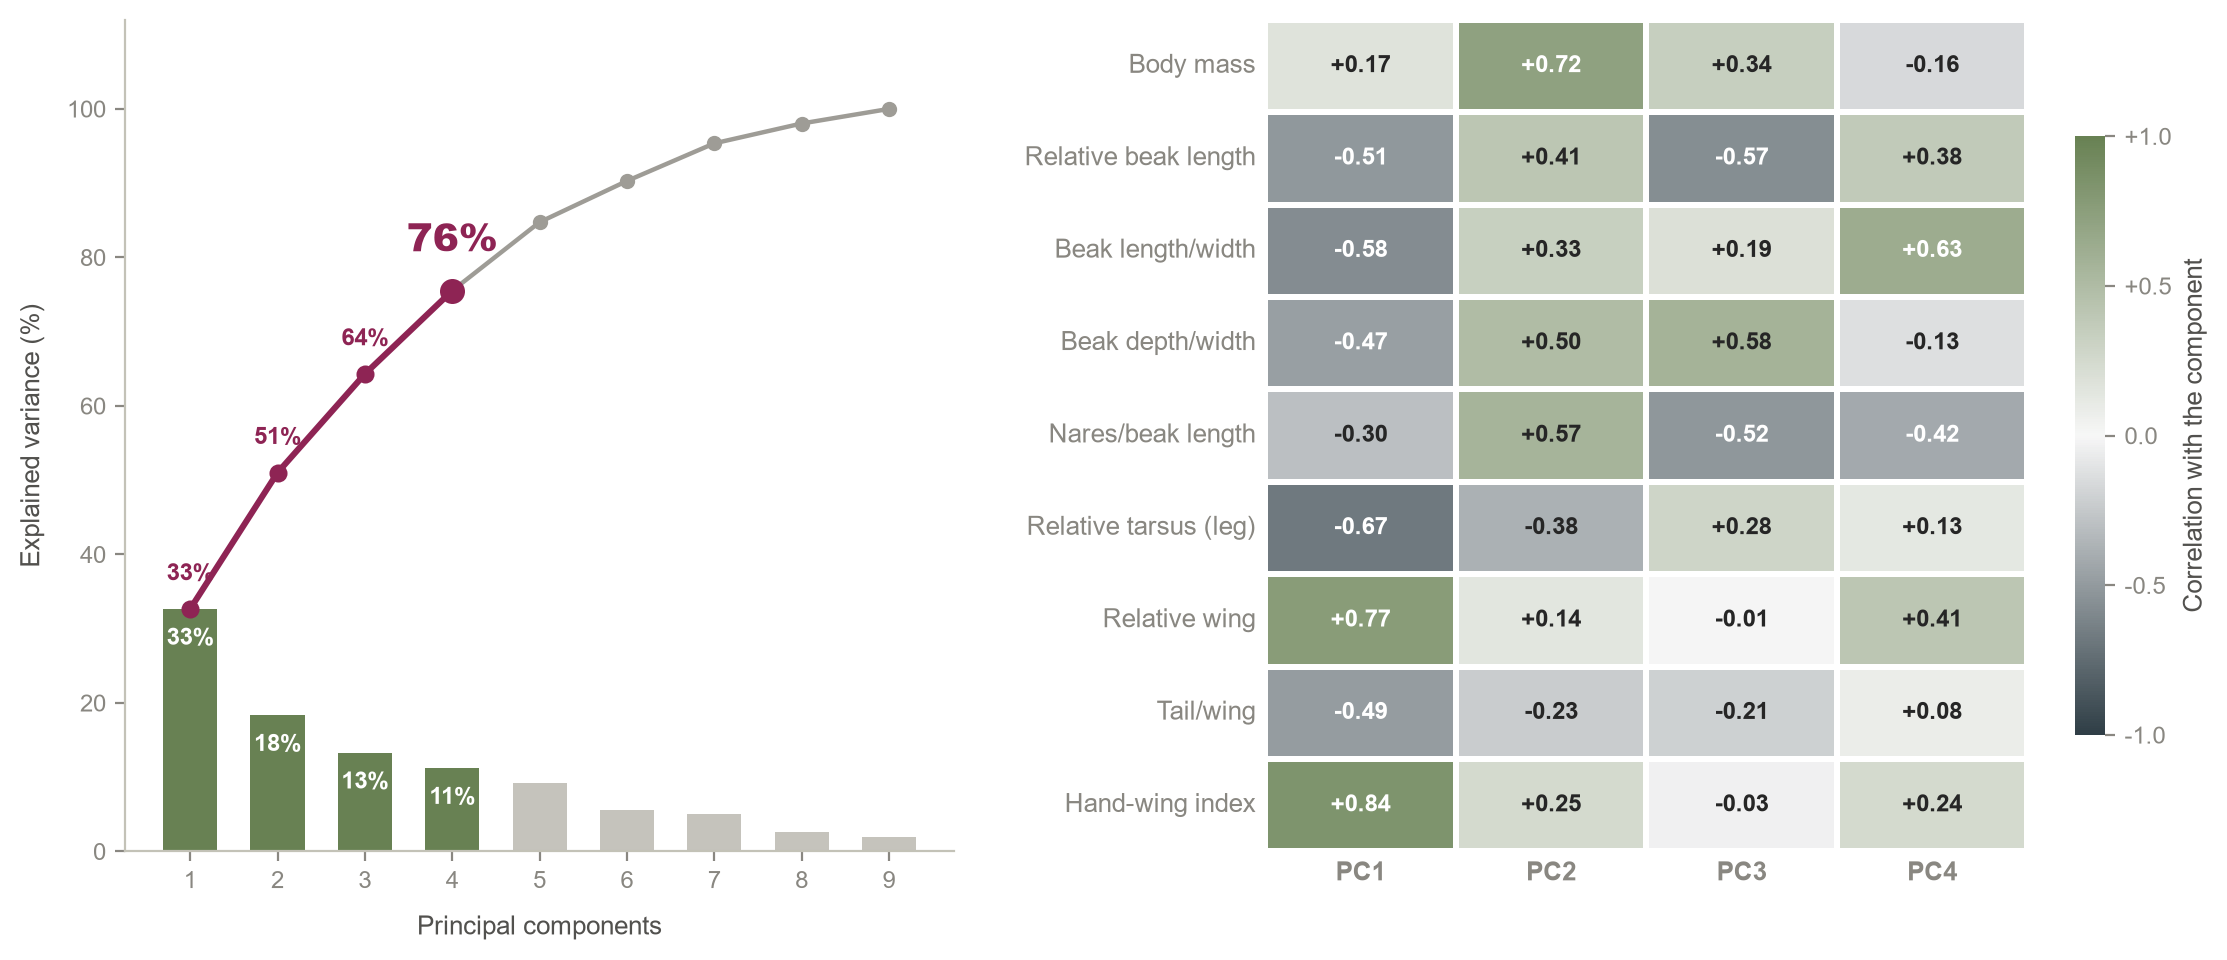 Explained variance (%)
100
80
60
40
20
0
76%
64%
51%
33%
33%
18%
13%
11%
1 2 3 4 5 6 7 8 9
Principal components
Body mass +0.17 +0.72 +0.34 -0.16
Relative beak length -0.51 +0.41 -0.57 +0.38
Beak length/width -0.58 +0.33 +0.19 +0.63
Beak depth/width -0.47 +0.50 +0.58 -0.13
Nares/beak length -0.30 +0.57 -0.52 -0.42
Relative tarsus (leg) -0.67 -0.38 +0.28 +0.13
Relative wing +0.77 +0.14 -0.01 +0.41
Tail/wing -0.49 -0.23 -0.21 +0.08
Hand-wing index +0.84 +0.25 -0.03 +0.24
PC1 PC2 PC3 PC4
+1.0
+0.5
0.0
-0.5
-1.0
Correlation with the component